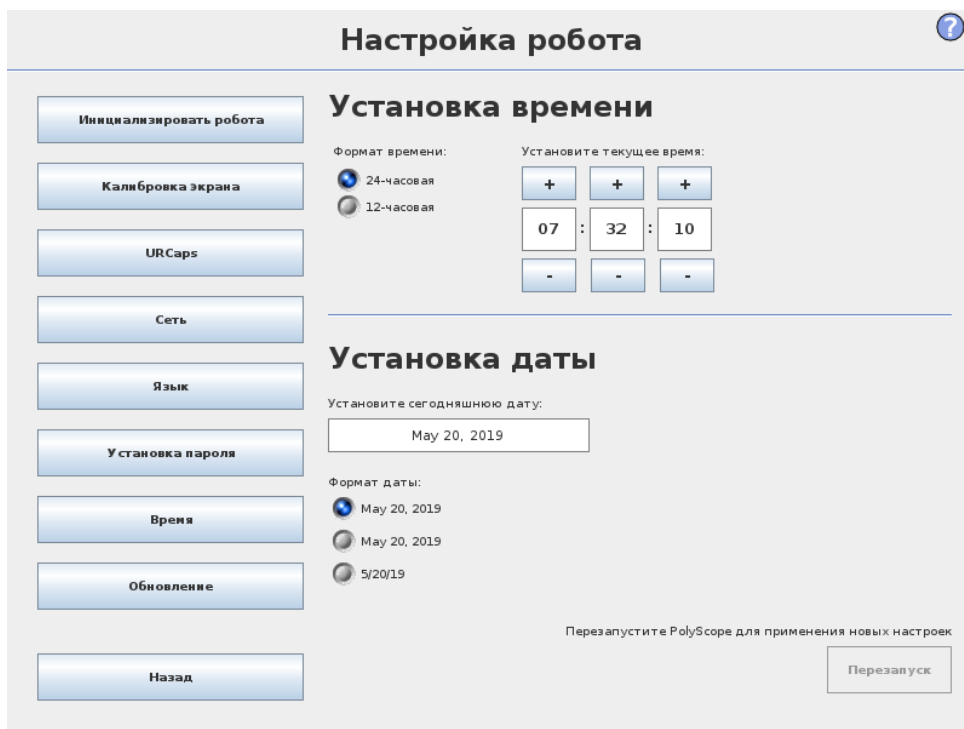 Настройка робота
?
Инициализировать робота
Калибровка экрана
URCaps
Сеть
Язык
Установка пароля
Время
Обновление
Назад
Установка времени
Формат времени:
24-часовая
12-часовая
Установите текущее время:
+ + +
07 : 32 : 10
- - -
Установка даты
Установите сегодняшнюю дату:
May 20, 2019
Формат даты:
May 20, 2019
May 20, 2019
5/20/19
Перезапустите PolyScope для применения новых настроек
Перезапуск